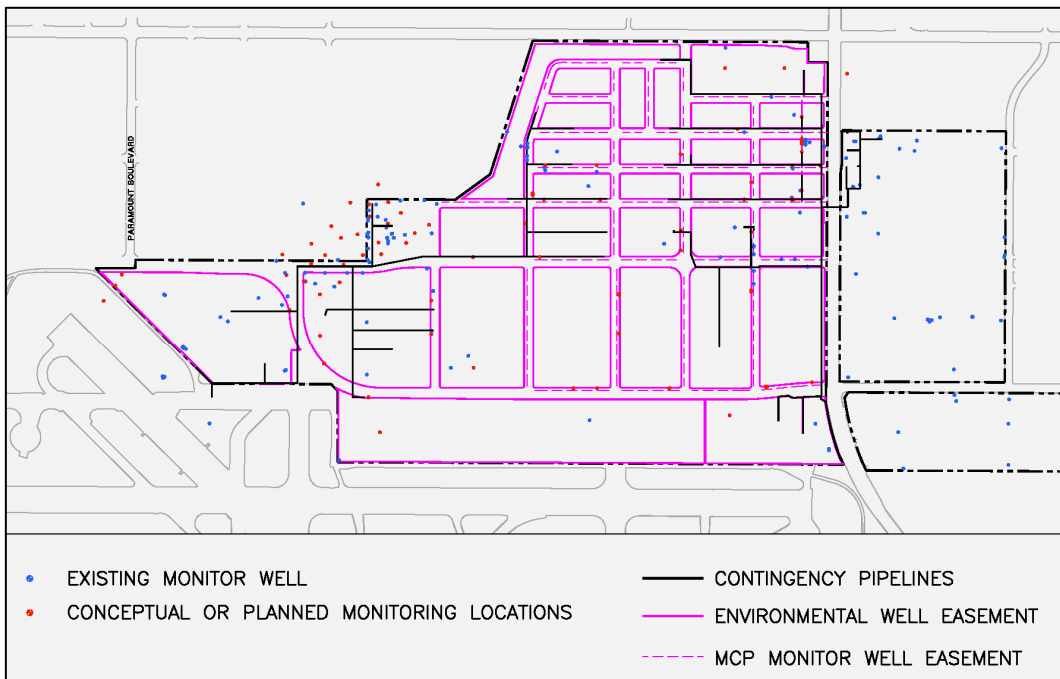 PARAMOUNT BOULEVARD
EXISTING MONITOR WELL
CONCEPTUAL OR PLANNED MONITORING LOCATIONS
CONTINGENCY PIPELINES
ENVIRONMENTAL WELL EASEMENT
MCP MONITOR WELL EASEMENT